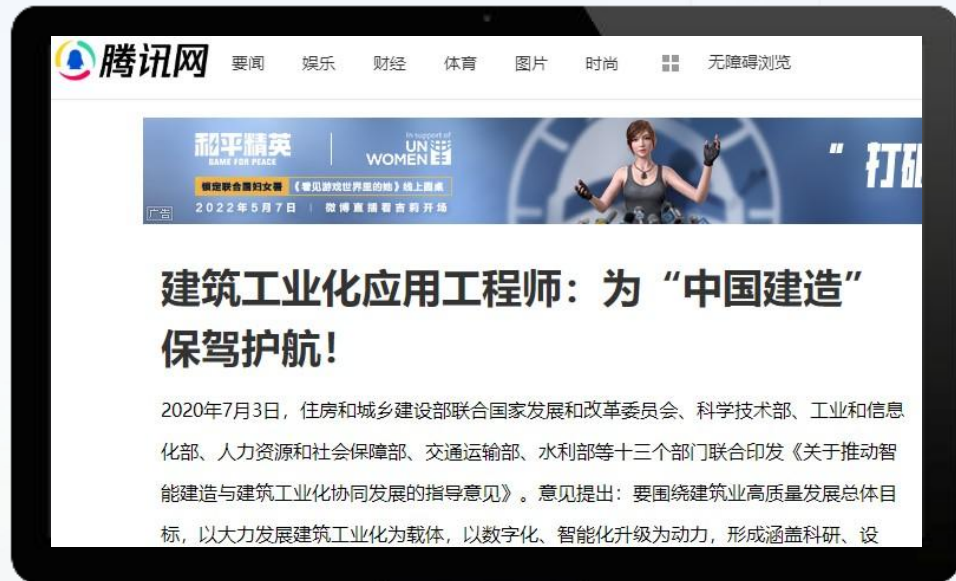 腾讯网 要闻 娱乐 财经 体育 图片 时尚 无障碍浏览
和平精英
GAME FOR PEACE
In support of
UN
WOMEN
锁定联合国妇女署《看见游戏世界里的她》线上圆桌
2022年5月7日 | 微博直播看吉莉开场
广告
“ 打破
建筑工业化应用工程师：为“中国建造”
保驾护航！
2020年7月3日，住房和城乡建设部联合国家发展和改革委员会、科学技术部、工业和信息
化部、人力资源和社会保障部、交通运输部、水利部等十三个部门联合印发《关于推动智
能建造与建筑工业化协同发展的指导意见》。意见提出：要围绕建筑业高质量发展总体目
标，以大力发展建筑工业化为载体，以数字化、智能化升级为动力，形成涵盖科研、设